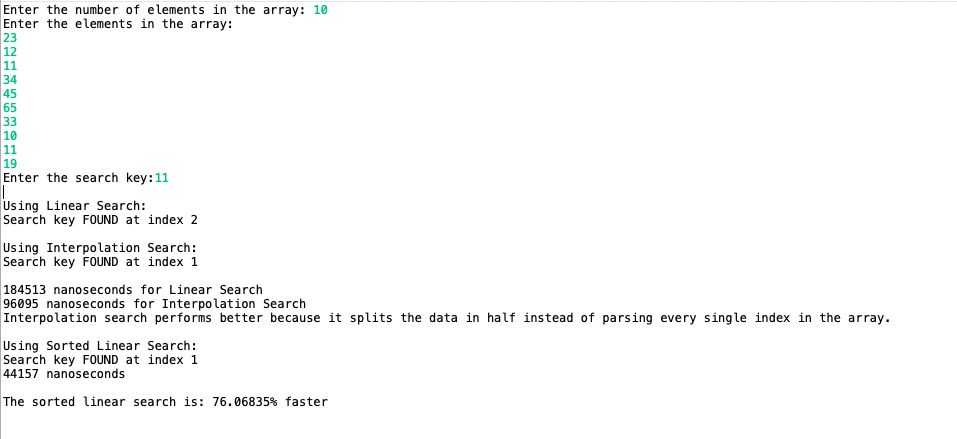 Enter the number of elements in the array: 10
Enter the elements in the array:
23
12
11
34
45
65
33
10
11
19
Enter the search key:11
Using Linear Search:
Search key FOUND at index 2
Using Interpolation Search:
Search key FOUND at index 1
184513 nanoseconds for Linear Search
96095 nanoseconds for Interpolation Search
Interpolation search performs better because it splits the data in half instead of parsing every single index in the array.
Using Sorted Linear Search:
Search key FOUND at index 1
44157 nanoseconds
The sorted linear search is: 76.06835% faster